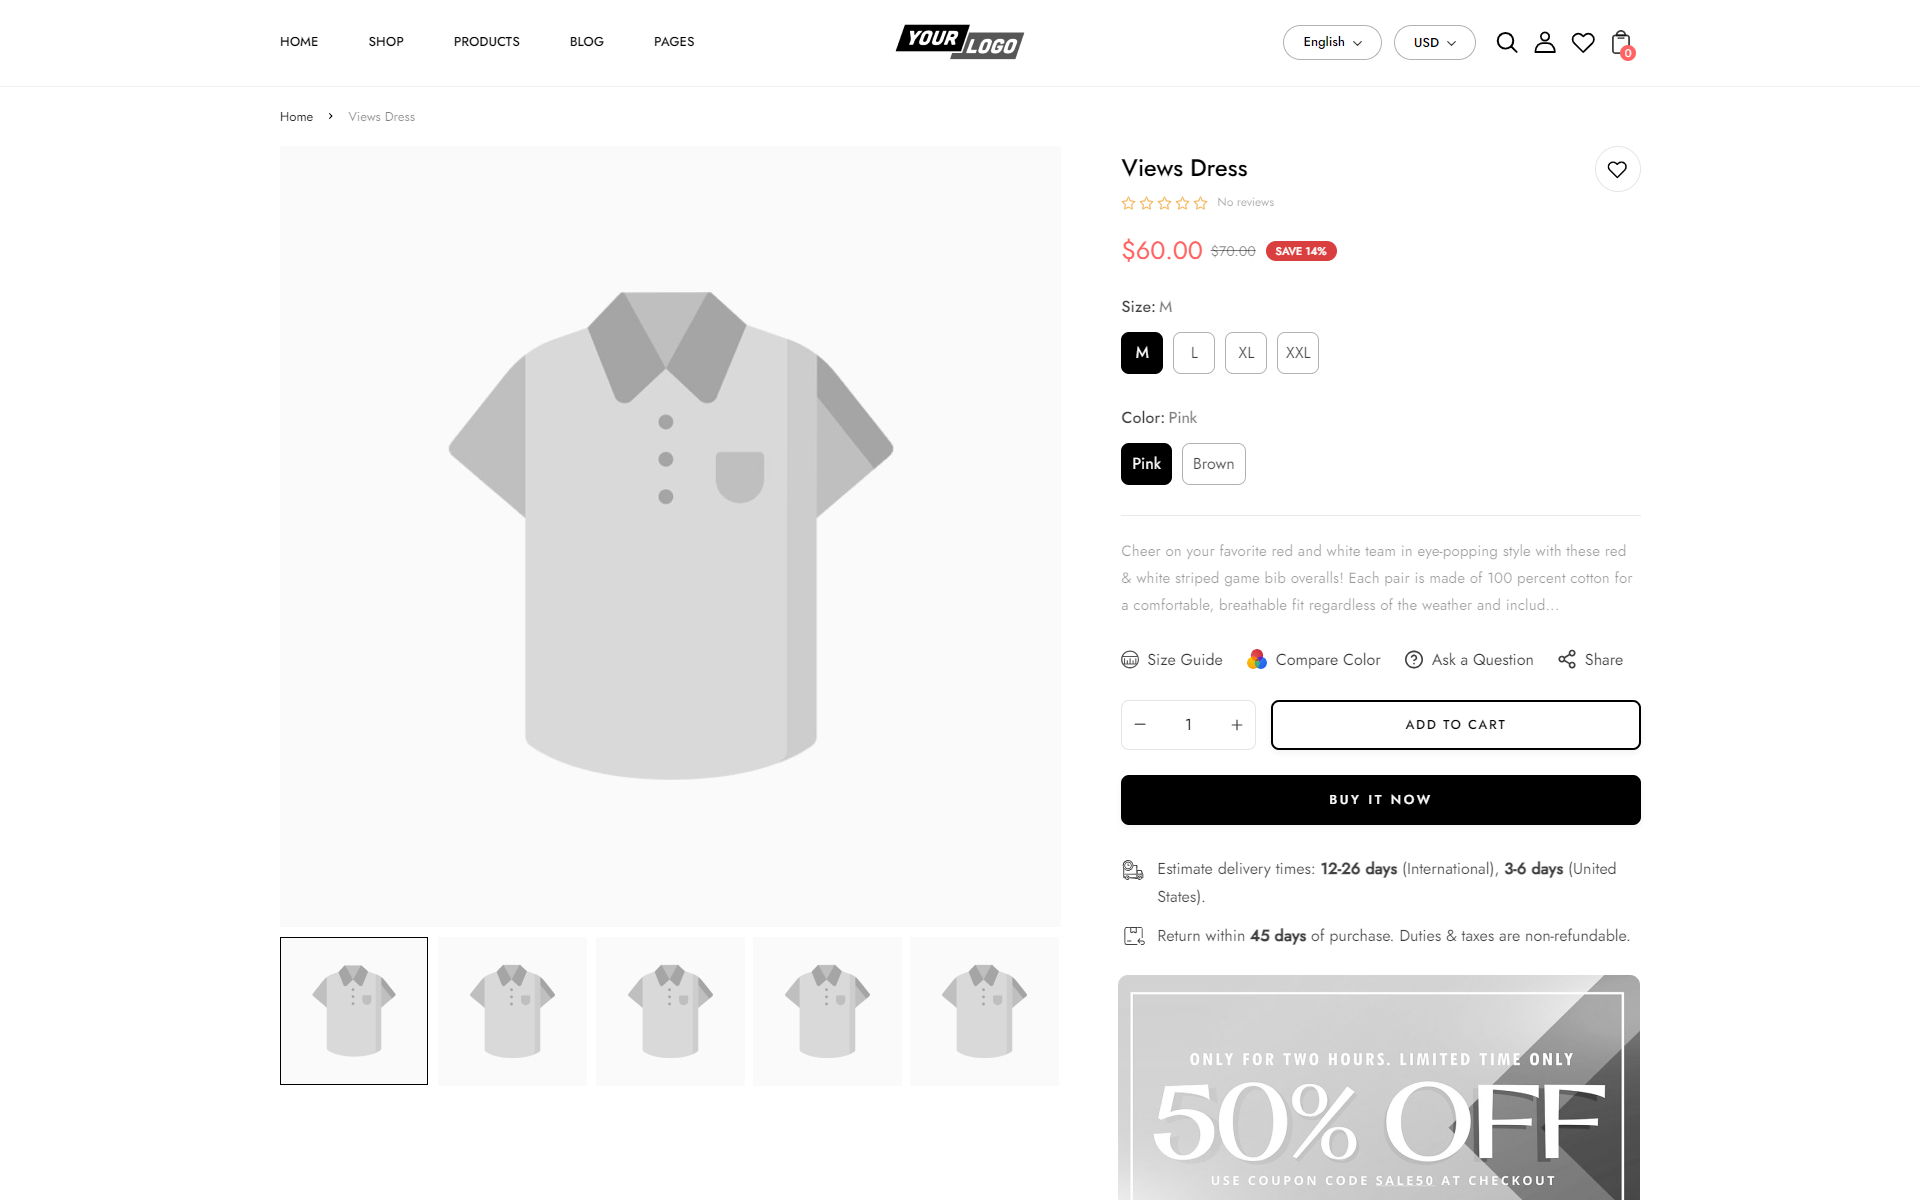 HOME
SHOP
PRODUCTS
BLOG
PAGES
YOUR LOGO
English
USD
0
Home
Views Dress
Views Dress
No reviews
$60.00 $70.00 SAVE 14%
Size: M
M
L
XL
XXL
Color: Pink
Pink
Brown
Cheer on your favorite red and white team in eye-popping style with these red
& white striped game bib overalls! Each pair is made of 100 percent cotton for
a comfortable, breathable fit regardless of the weather and includ...
Size Guide
Compare Color
Ask a Question
Share
1
ADD TO CART
BUY IT NOW
Estimate delivery times: 12-26 days (International), 3-6 days (United
States).
Return within 45 days of purchase. Duties & taxes are non-refundable.
ONLY FOR TWO HOURS. LIMITED TIME ONLY
50% OFF
USE COUPON CODE SALE50 AT CHECKOUT